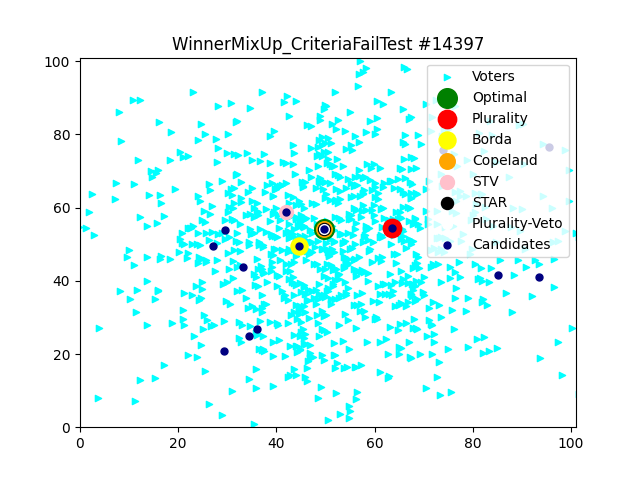 WinnerMixUp_CriteriaFailTest #14397
Voters
Optimal
Plurality
Borda
Copeland
STV
STAR
Plurality-Veto
Candidates
100
80
60
40
20
0
0 20 40 60 80 100